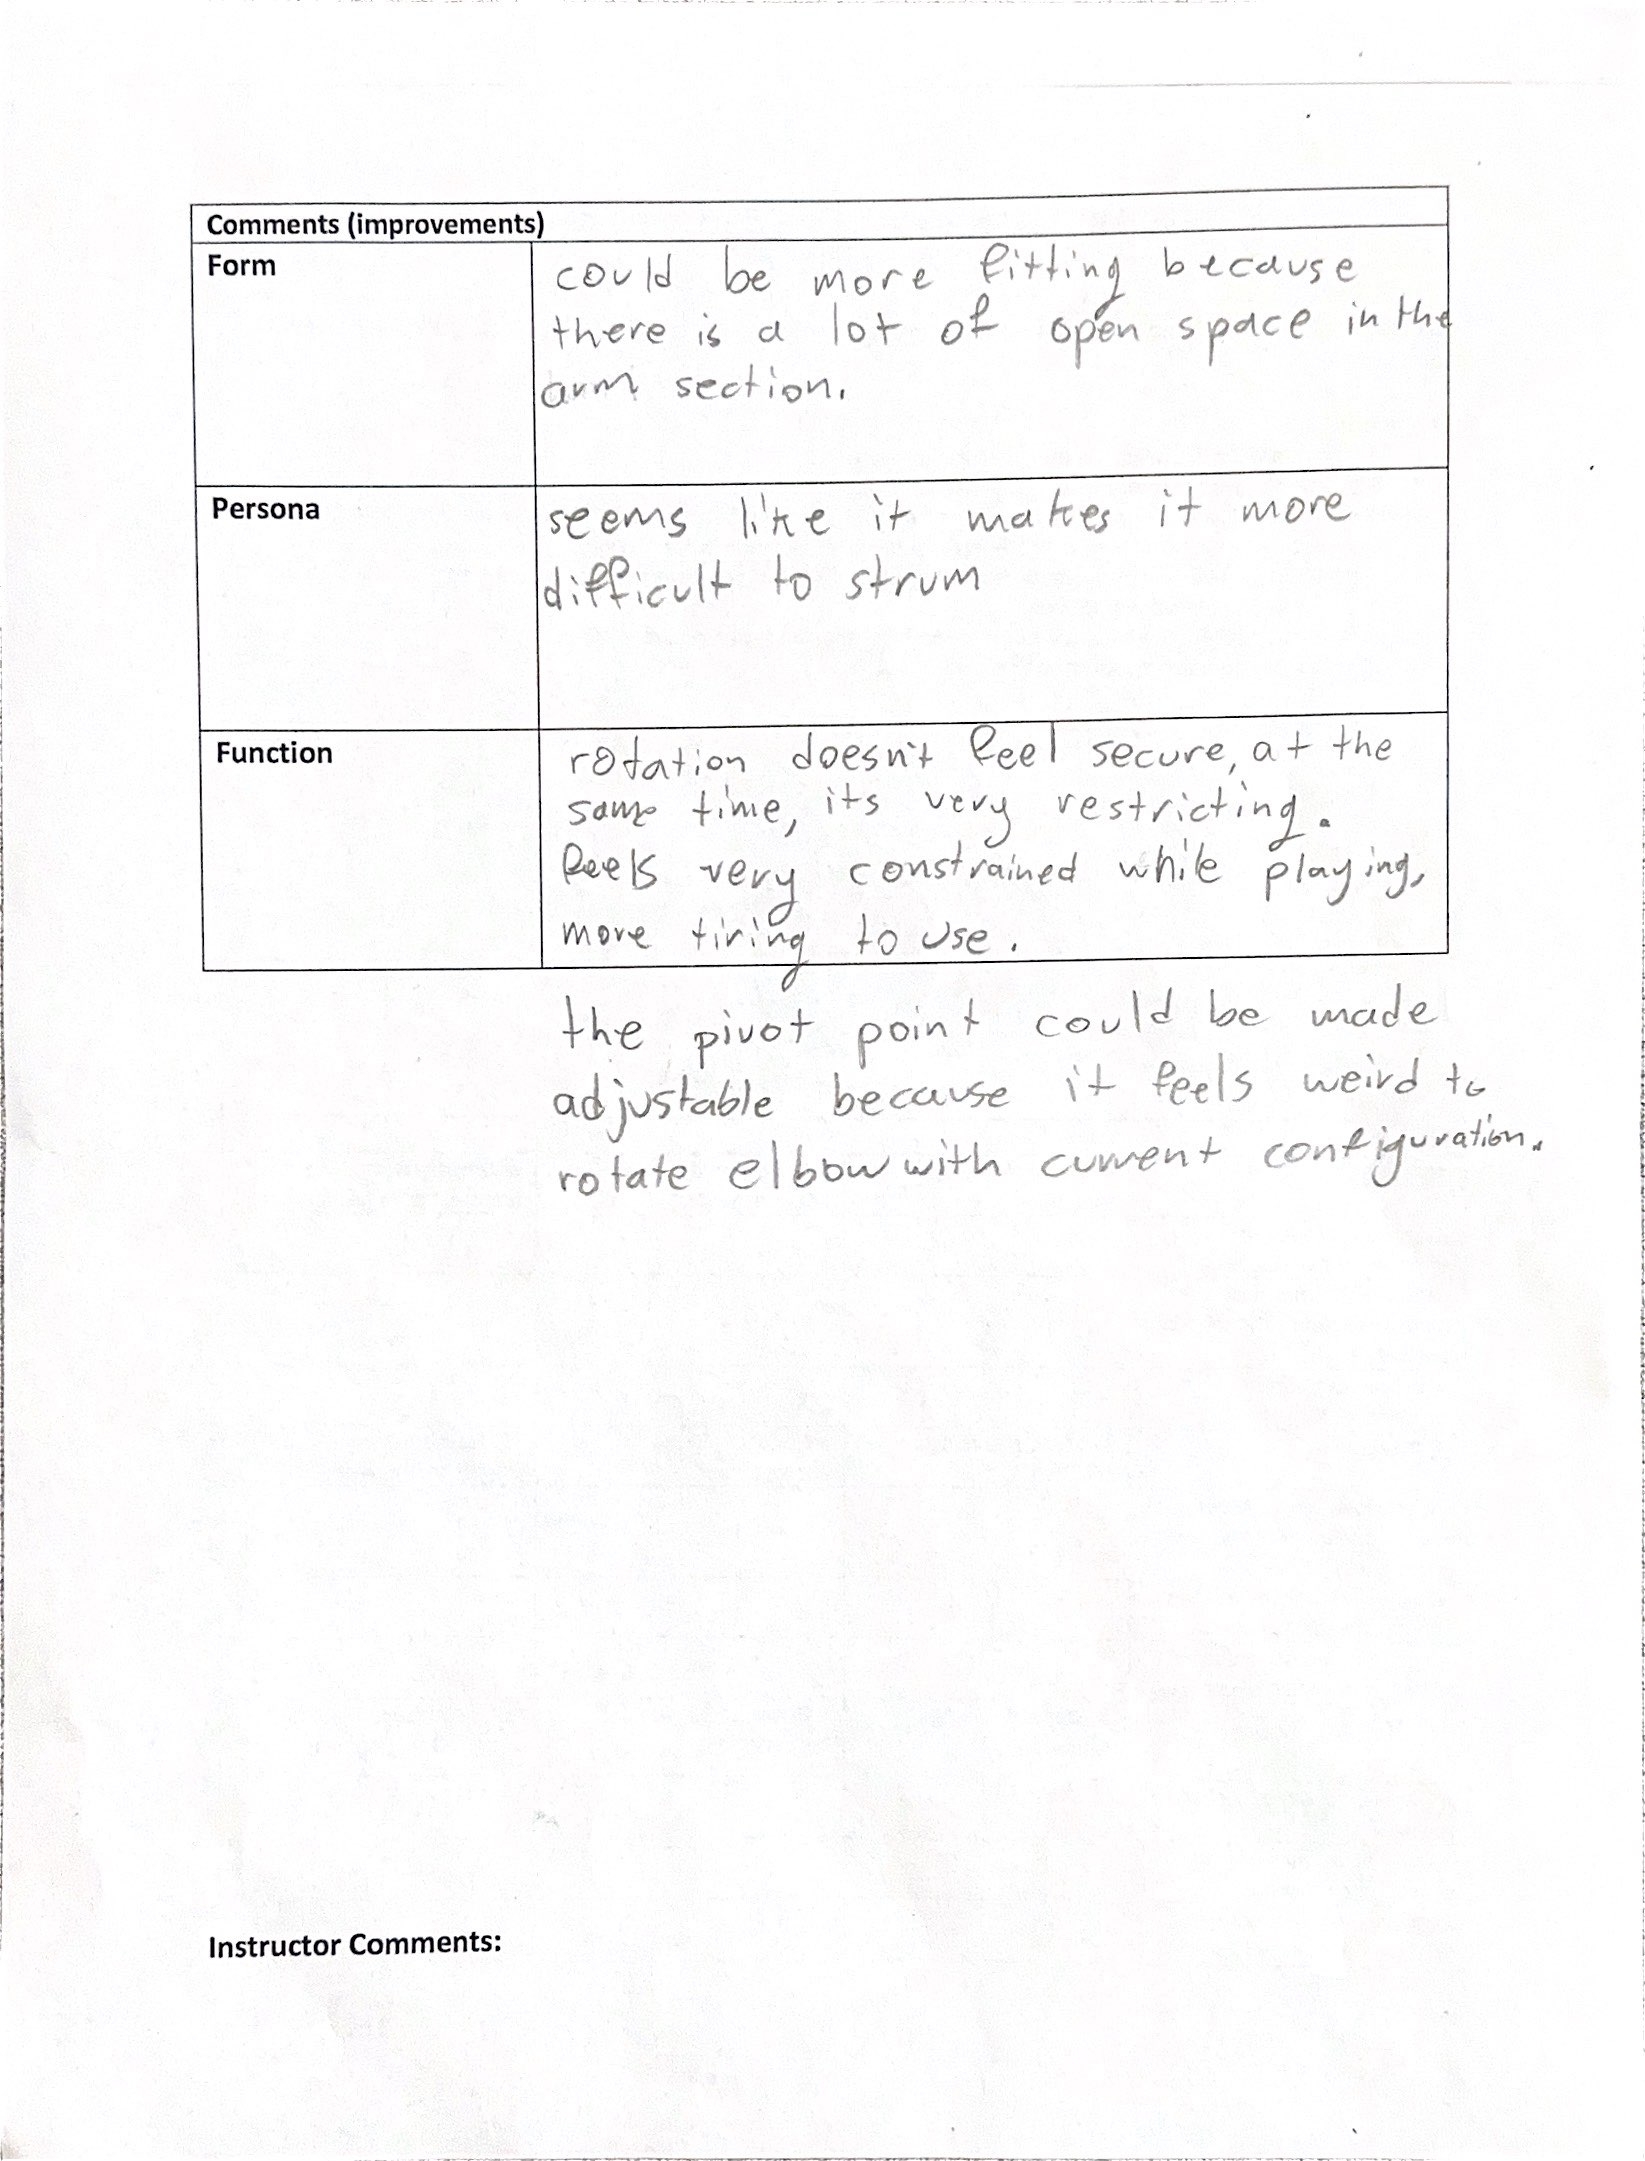 Comments (improvements)
Form
could be more fitting because
there is a lot of open space in the
arm section.
Persona
seems like it makes it more
difficult to strum
Function
rotation doesn't feel secure, at the
same time, its very restricting.
feels very constrained while playing,
more tiring to use.
the pivot point could be made
adjustable because it feels weird to
rotate elbow with current configuration.
Instructor Comments: